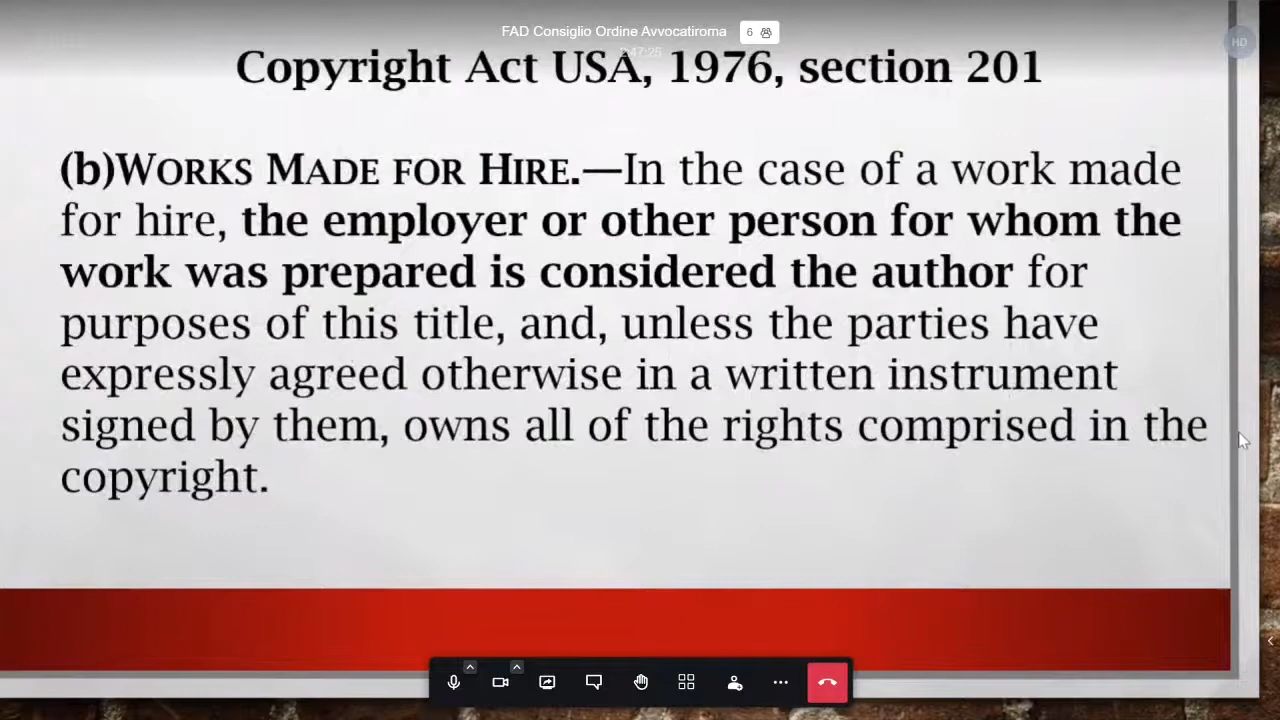 FAD Consiglio Ordine Avvocatiroma 6
2:47:25
HD
Copyright Act USA, 1976, section 201
(b)WORKS MADE FOR HIRE.—In the case of a work made
for hire, the employer or other person for whom the
work was prepared is considered the author for
purposes of this title, and, unless the parties have
expressly agreed otherwise in a written instrument
signed by them, owns all of the rights comprised in the
copyright.